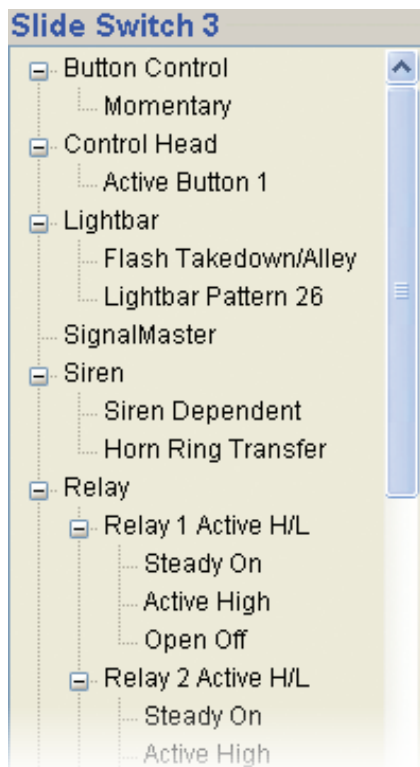 Slide Switch 3
Button Control
Momentary
Control Head
Active Button 1
Lightbar
Flash Takedown/Alley
Lightbar Pattern 26
SignalMaster
Siren
Siren Dependent
Horn Ring Transfer
Relay
Relay 1 Active H/L
Steady On
Active High
Open Off
Relay 2 Active H/L
Steady On
Active High